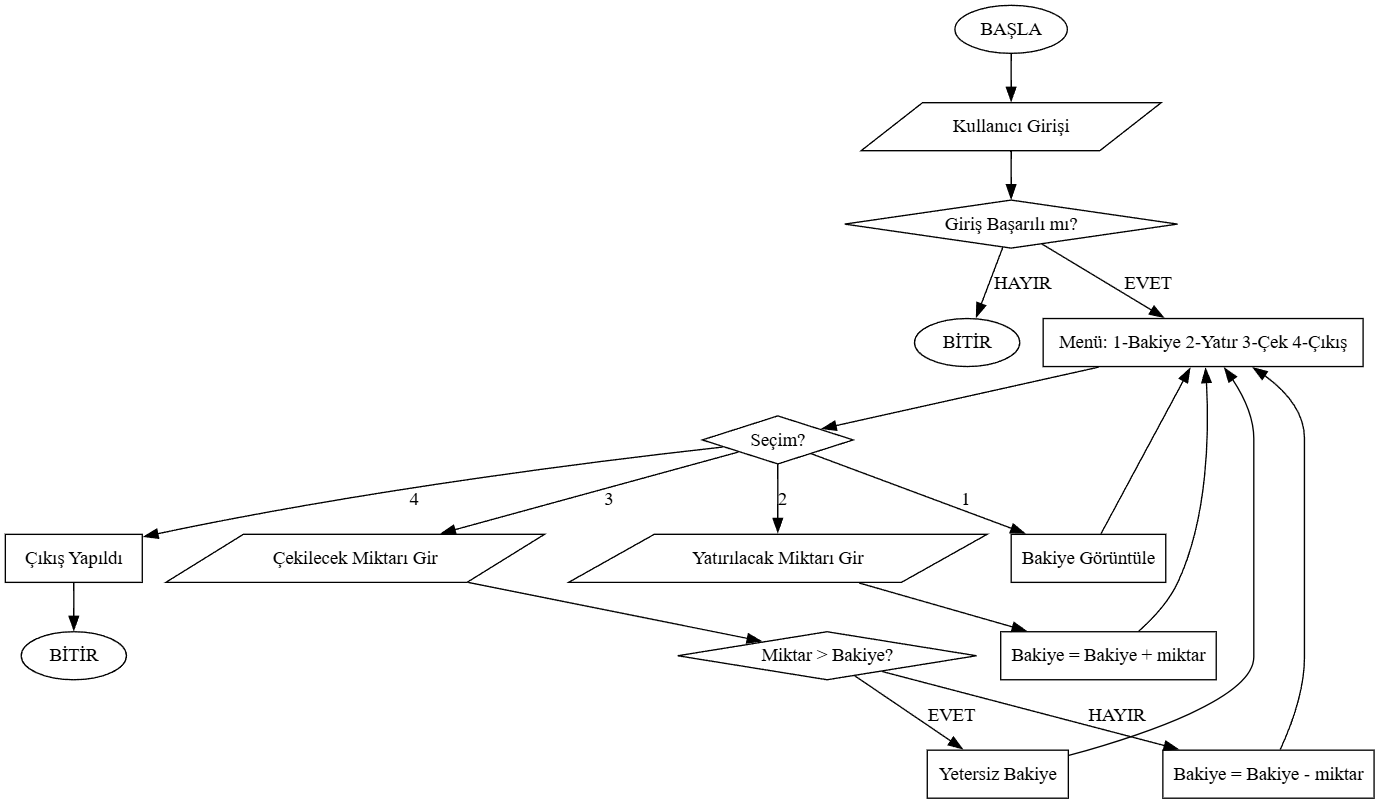 BAŞLA
Kullanıcı Girişi
Giriş Başarılı mı?
HAYIR
EVET
BİTİR
Menü: 1-Bakiye 2-Yatır 3-Çek 4-Çıkış
Seçim?
4
3
2
1
Çıkış Yapıldı
Çekilecek Miktarı Gir
Yatırılacak Miktarı Gir
Bakiye Görüntüle
BİTİR
Miktar > Bakiye?
Bakiye = Bakiye + miktar
EVET
HAYIR
Yetersiz Bakiye
Bakiye = Bakiye - miktar